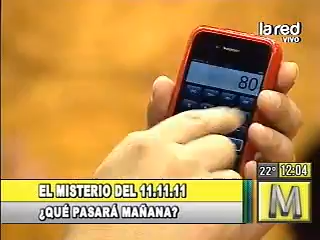 la red
VIVO
80
22° 12:04
EL MISTERIO DEL 11.11.11
¿QUÉ PASARÁ MAÑANA?
M